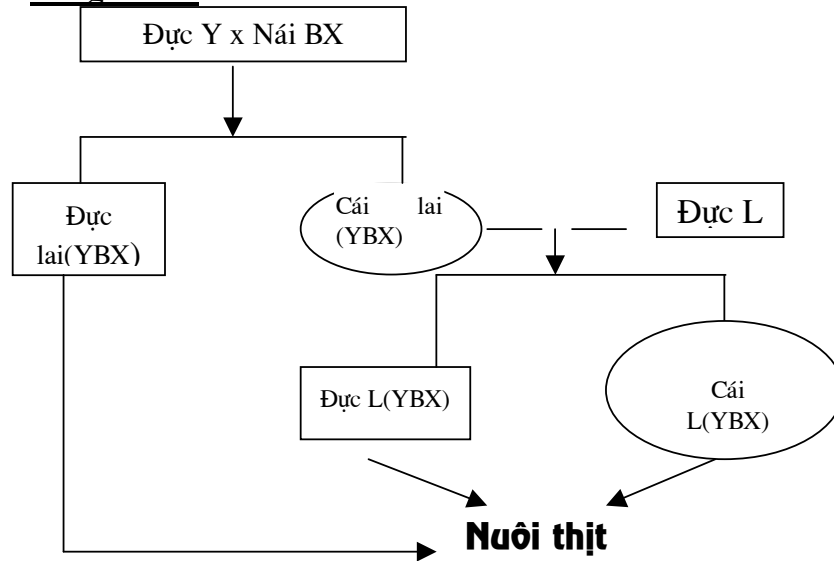 Đực Y x Nái BX
Đực
lai(YBX)
Cái lai
(YBX)
Đực L
Đực L(YBX)
Cái
L(YBX)
Nuôi thịt